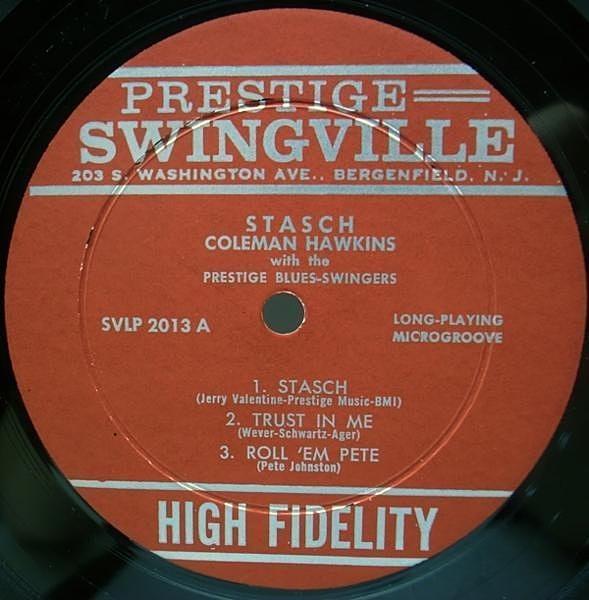 PRESTIGE
SWINGVILLE
203 S. WASHINGTON AVE., BERGENFIELD, N. J.
STASCH
COLEMAN HAWKINS
with the
PRESTIGE BLUES-SWINGERS
SVLP 2013 A
LONG-PLAYING
MICROGROOVE
1. STASCH
(Jerry Valentine-Prestige Music-BMI)
2. TRUST IN ME
(Wever-Schwartz-Ager)
3. ROLL 'EM PETE
(Pete Johnston)
HIGH FIDELITY